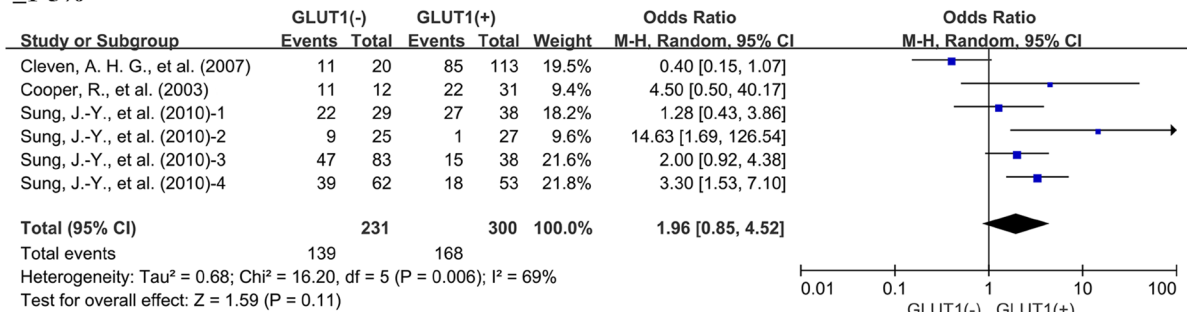 GLUT1(-) GLUT1(+) Odds Ratio Odds Ratio
Study or Subgroup Events Total Events Total Weight M-H, Random, 95% CI M-H, Random, 95% CI
Cleven, A. H. G., et al. (2007) 11 20 85 113 19.5% 0.40 [0.15, 1.07]
Cooper, R., et al. (2003) 11 12 22 31 9.4% 4.50 [0.50, 40.17]
Sung, J.-Y., et al. (2010)-1 22 29 27 38 18.2% 1.28 [0.43, 3.86]
Sung, J.-Y., et al. (2010)-2 9 25 1 27 9.6% 14.63 [1.69, 126.54]
Sung, J.-Y., et al. (2010)-3 47 83 15 38 21.6% 2.00 [0.92, 4.38]
Sung, J.-Y., et al. (2010)-4 39 62 18 53 21.8% 3.30 [1.53, 7.10]
Total (95% CI) 231 300 100.0% 1.96 [0.85, 4.52]
Total events 139 168
Heterogeneity: Tau² = 0.68; Chi² = 16.20, df = 5 (P = 0.006); I² = 69%
Test for overall effect: Z = 1.59 (P = 0.11)
0.01 0.1 1 10 100
GLUT1(-) GLUT1(+)